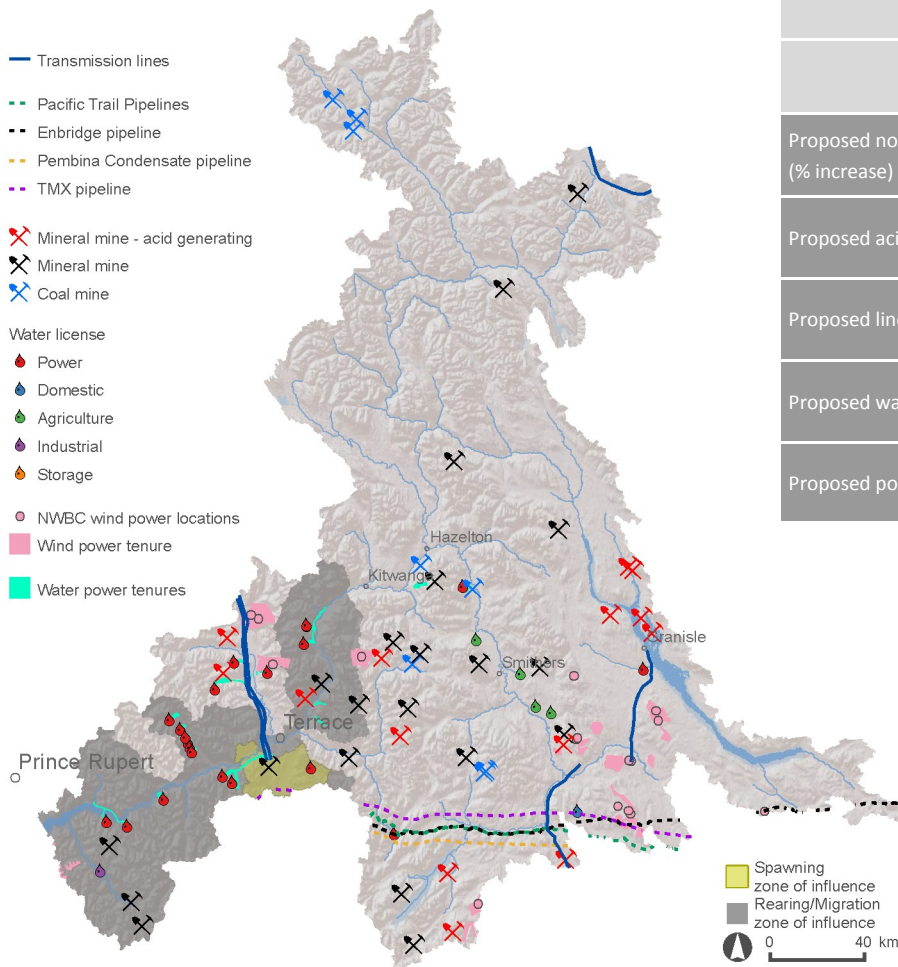 Transmission lines
Pacific Trail Pipelines
Enbridge pipeline
Pembina Condensate pipeline
TMX pipeline
Mineral mine - acid generating
Mineral mine
Coal mine
Water license
Power
Domestic
Agriculture
Industrial
Storage
NWBC wind power locations
Wind power tenure
Water power tenures
Proposed no
(% increase)
Proposed aci
Proposed line
Proposed wa
Proposed po
Hazelton
Kitwanga
Granisle
Smithers
Terrace
Prince Rupert
Spawning
zone of influence
Rearing/Migration
zone of influence
0 40 km